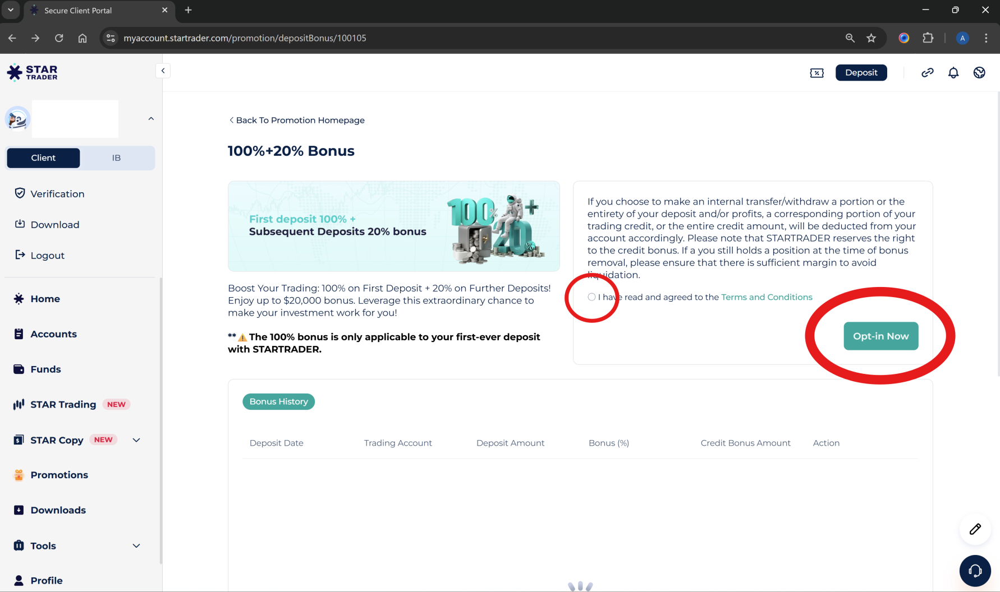 Secure Client Portal
myaccount.startrader.com/promotion/depositBonus/100105
A
STAR
TRADER
Deposit
Client
IB
Verification
Download
Logout
Home
Accounts
Funds
STAR Trading NEW
STAR Copy NEW
Promotions
Downloads
Tools
Profile
Back To Promotion Homepage
100%+20% Bonus
First deposit 100% +
Subsequent Deposits 20% bonus
100%+
20%
Boost Your Trading: 100% on First Deposit + 20% on Further Deposits!
Enjoy up to $20,000 bonus. Leverage this extraordinary chance to
make your investment work for you!
**⚠️The 100% bonus is only applicable to your first-ever deposit
with STARTRADER.
If you choose to make an internal transfer/withdraw a portion or the
entirety of your deposit and/or profits, a corresponding portion of your
trading credit, or the entire credit amount, will be deducted from your
account accordingly. Please note that STARTRADER reserves the right
to the credit bonus. If a you still holds a position at the time of bonus
removal, please ensure that there is sufficient margin to avoid
liquidation.
I have read and agreed to the Terms and Conditions
Opt-in Now
Bonus History
Deposit Date Trading Account Deposit Amount Bonus (%) Credit Bonus Amount Action